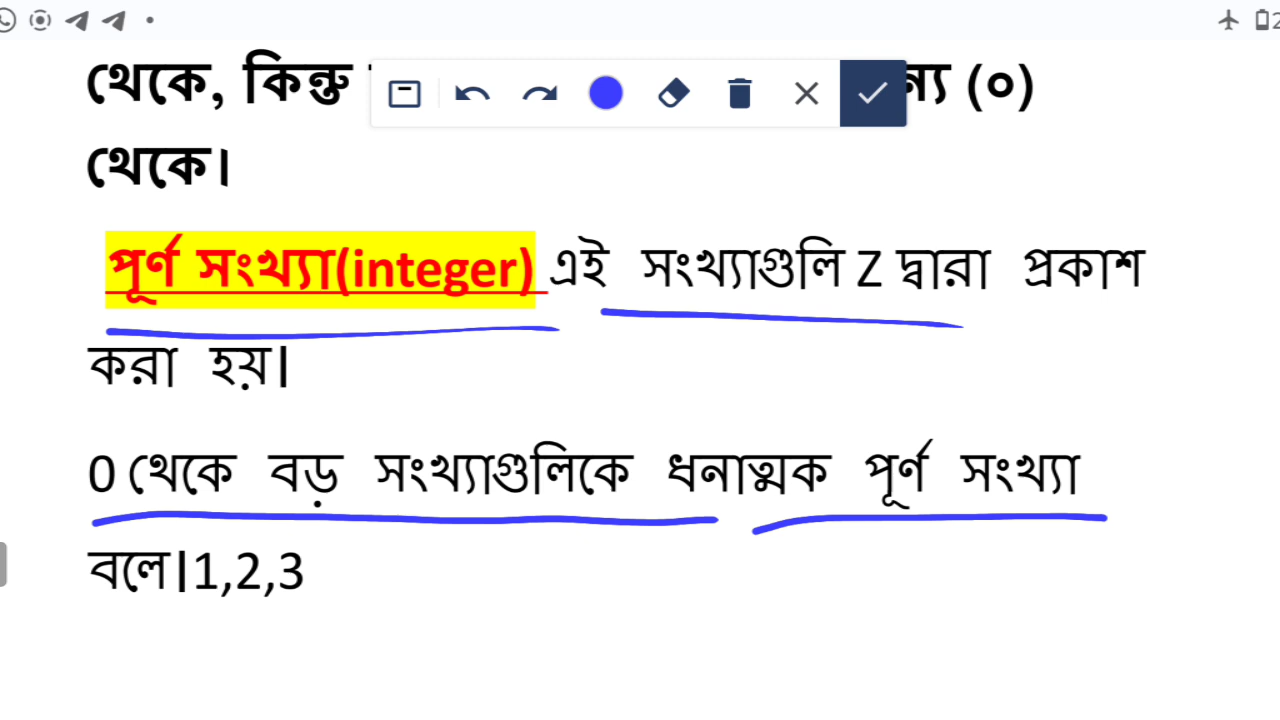 থেকে, কিন্তু ন্য (০)
থেকে।
পূর্ণ সংখ্যা(integer) এই সংখ্যাগুলি Z দ্বারা প্রকাশ
করা হয়।
0 থেকে বড় সংখ্যাগুলিকে ধনাত্মক পূর্ণ সংখ্যা
বলে।1,2,3